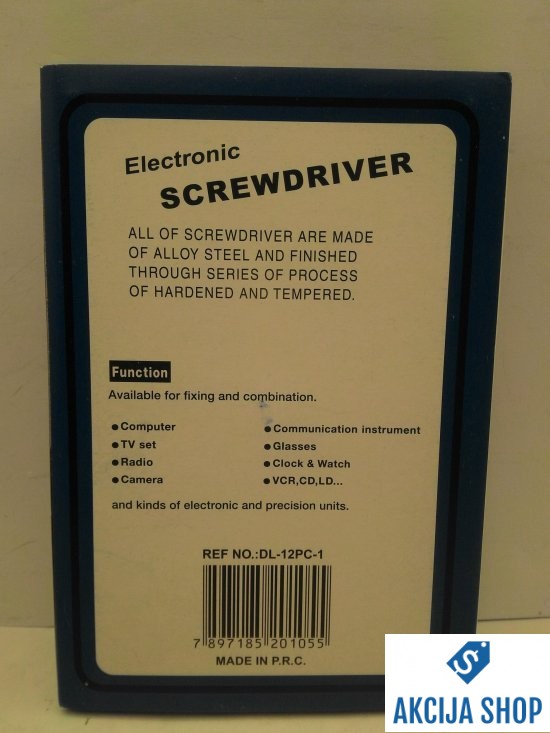 Electronic
SCREWDRIVER
ALL OF SCREWDRIVER ARE MADE
OF ALLOY STEEL AND FINISHED
THROUGH SERIES OF PROCESS
OF HARDENED AND TEMPERED.
Function
Available for fixing and combination.
● Computer
● TV set
● Radio
● Camera
● Communication instrument
● Glasses
● Clock & Watch
● VCR,CD,LD...
and kinds of electronic and precision units.
REF NO.:DL-12PC-1
7 897185 201055
MADE IN P.R.C.
AKCIJA SHOP